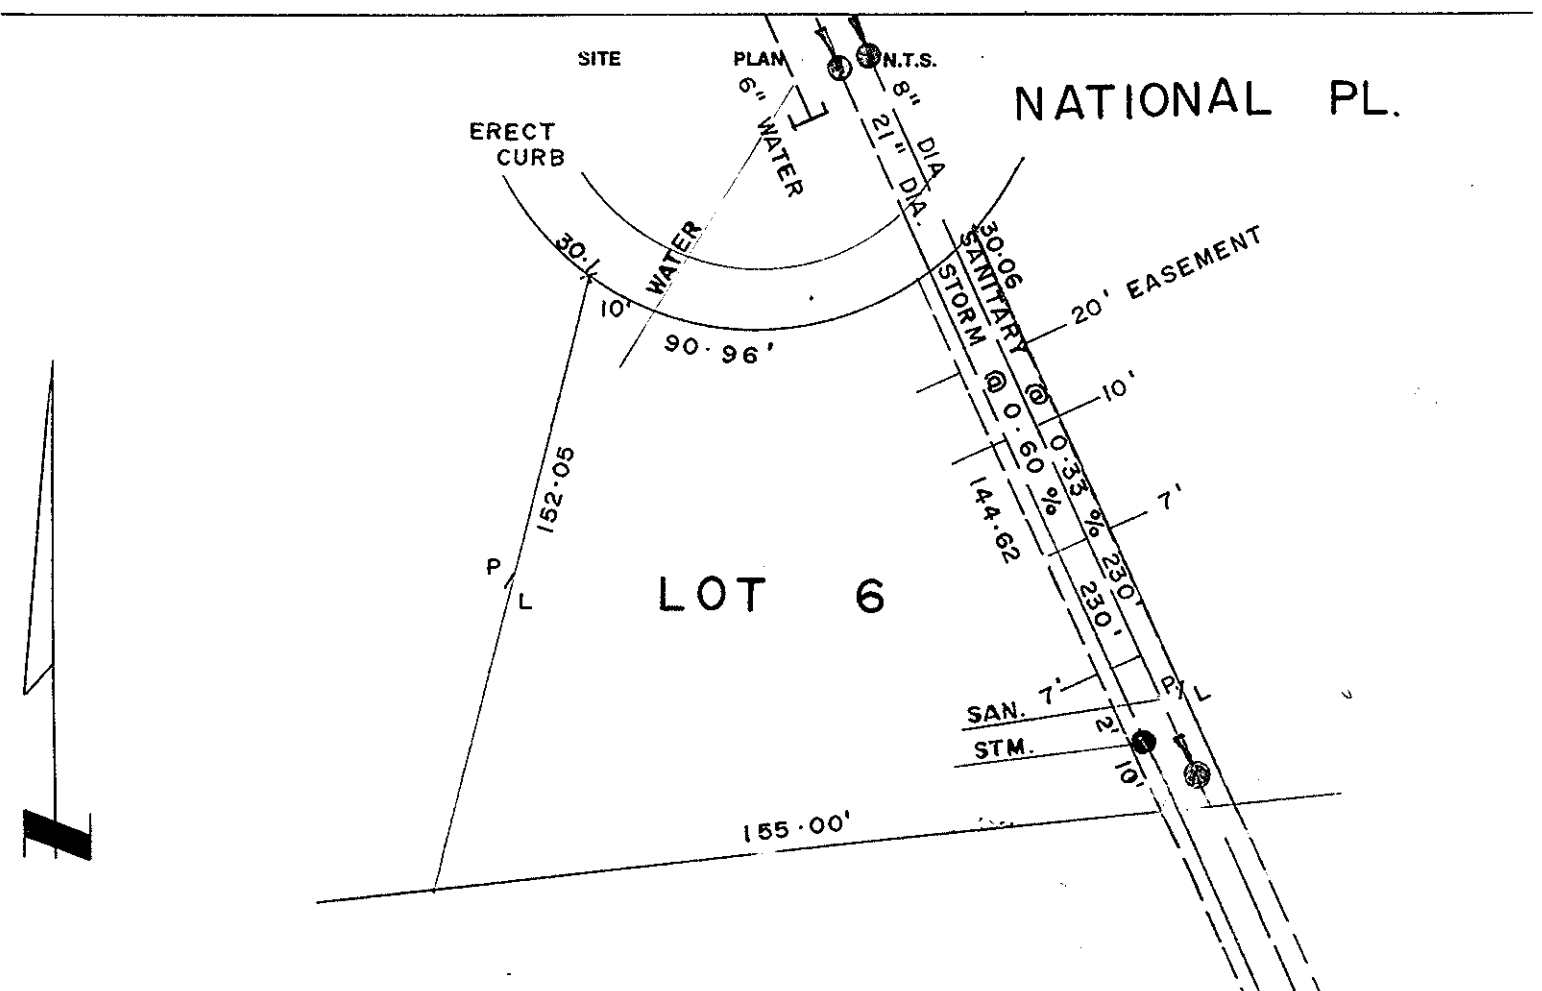 SITE PLAN N.T.S.
NATIONAL PL.
6" WATER
8" DIA
21" DIA.
ERECT
CURB
WATER
30.06
SANITARY @ 0.33 % 230'
STORM @ 0.60 % 230'
20' EASEMENT
10'
90.96'
10'
152.05
7'
144.62
P
L
LOT 6
7'
P/L
SAN.
2'
STM.
10'
155.00'